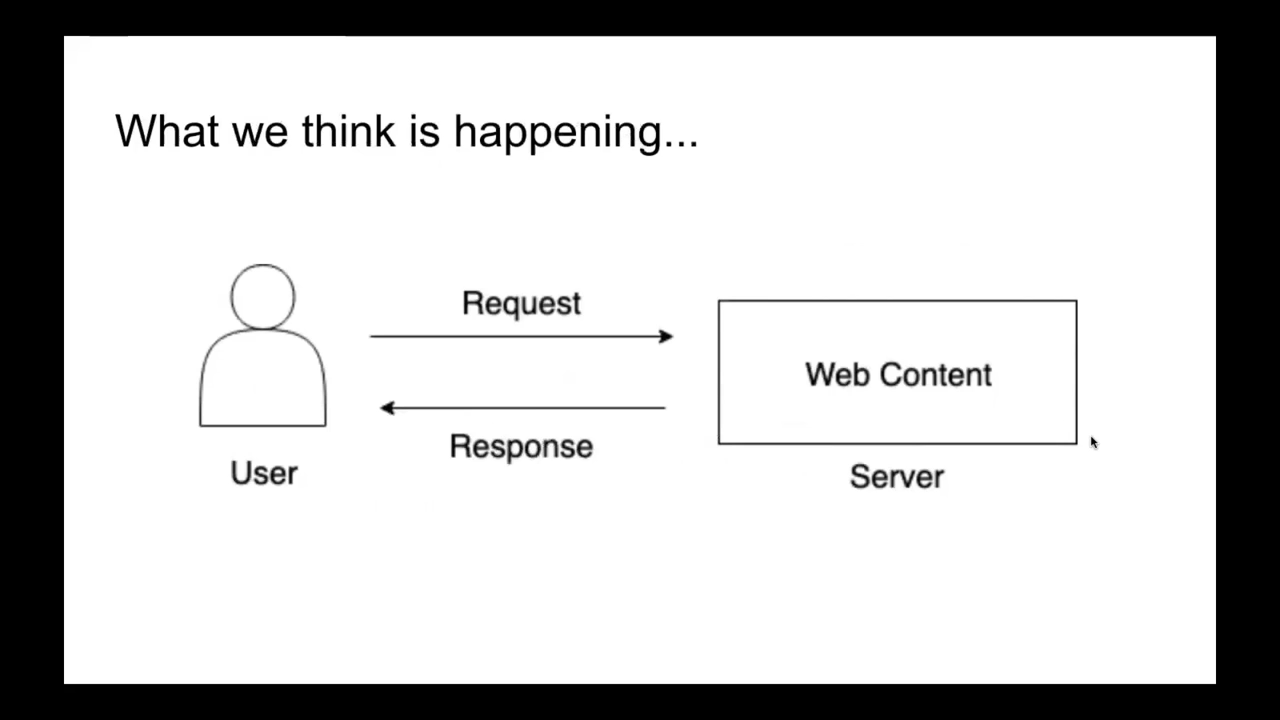 What we think is happening...
Request
Web Content
Response
User
Server